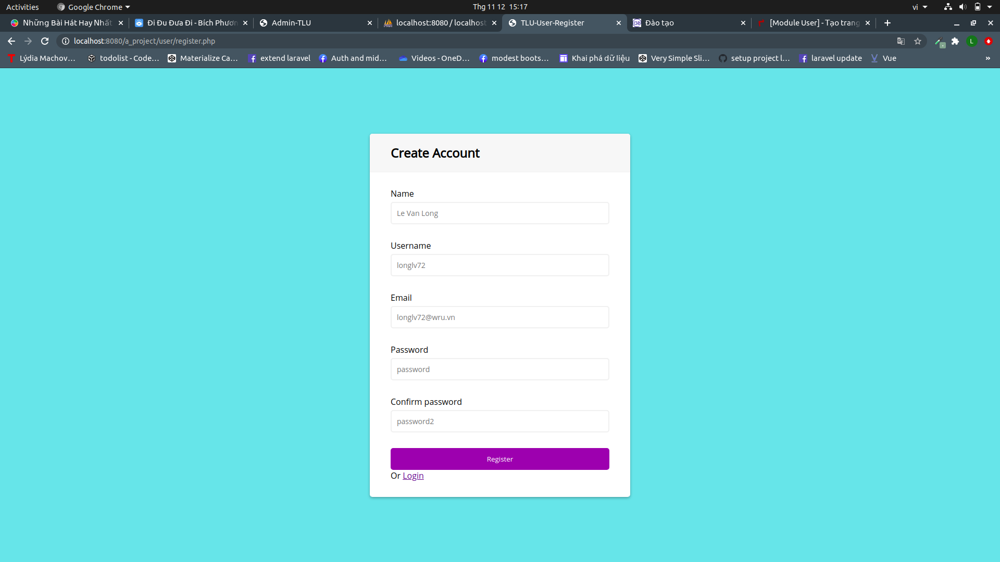 Activities Google Chrome Thg 11 12 15:17 vi
Những Bài Hát Hay Nhất Đi Đu Đưa Đi - Bích Phươn Admin-TLU localhost:8080 / localhost TLU-User-Register Đào tạo [Module User] - Tạo trang
localhost:8080/a_project/user/register.php L
Lýdia Machov... todolist - Code... Materialize Ca... extend laravel Auth and mid... Videos - OneD... modest boots... Khai phá dữ liệu Very Simple Sli... setup project l... laravel update Vue »
Create Account
Name
Le Van Long
Username
longlv72
Email
longlv72@wru.vn
Password
password
Confirm password
password2
Register
Or Login